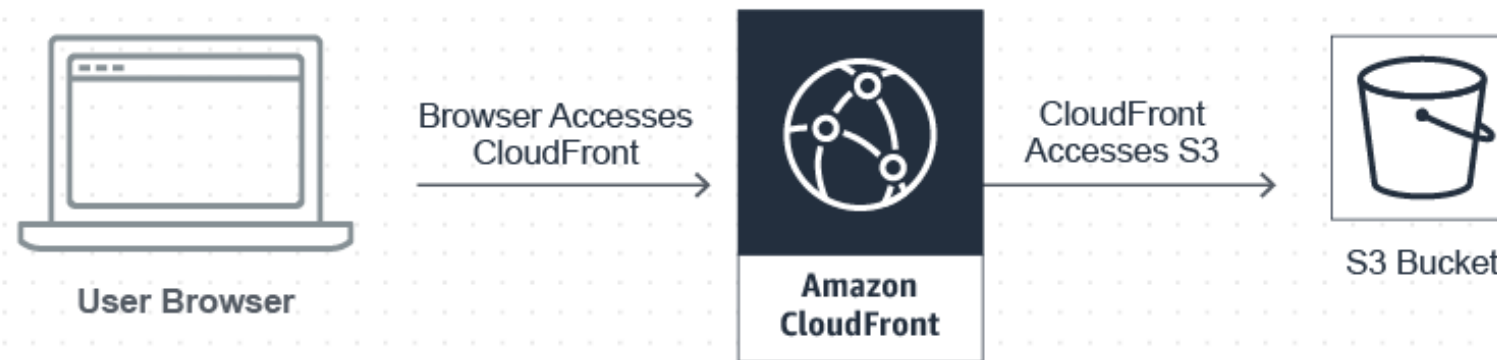 Browser Accesses
CloudFront
CloudFront
Accesses S3
User Browser
Amazon
CloudFront
S3 Bucket